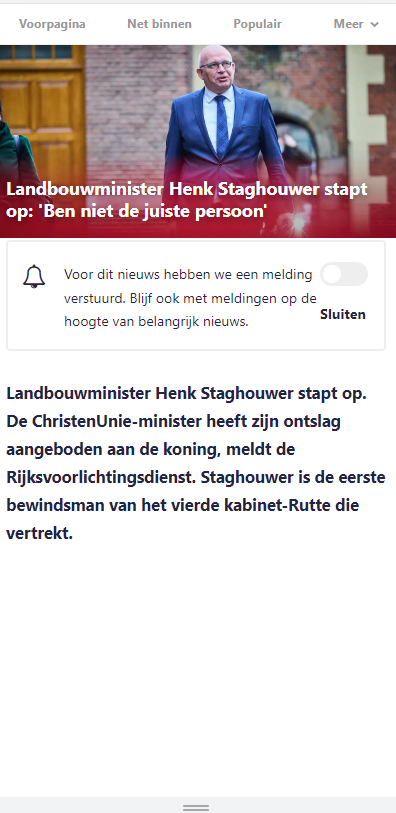 Voorpagina Net binnen Populair Meer
Landbouwminister Henk Staghouwer stapt
op: 'Ben niet de juiste persoon'
Voor dit nieuws hebben we een melding
verstuurd. Blijf ook met meldingen op de
hoogte van belangrijk nieuws.
Sluiten
Landbouwminister Henk Staghouwer stapt op.
De ChristenUnie-minister heeft zijn ontslag
aangeboden aan de koning, meldt de
Rijksvoorlichtingsdienst. Staghouwer is de eerste
bewindsman van het vierde kabinet-Rutte die
vertrekt.